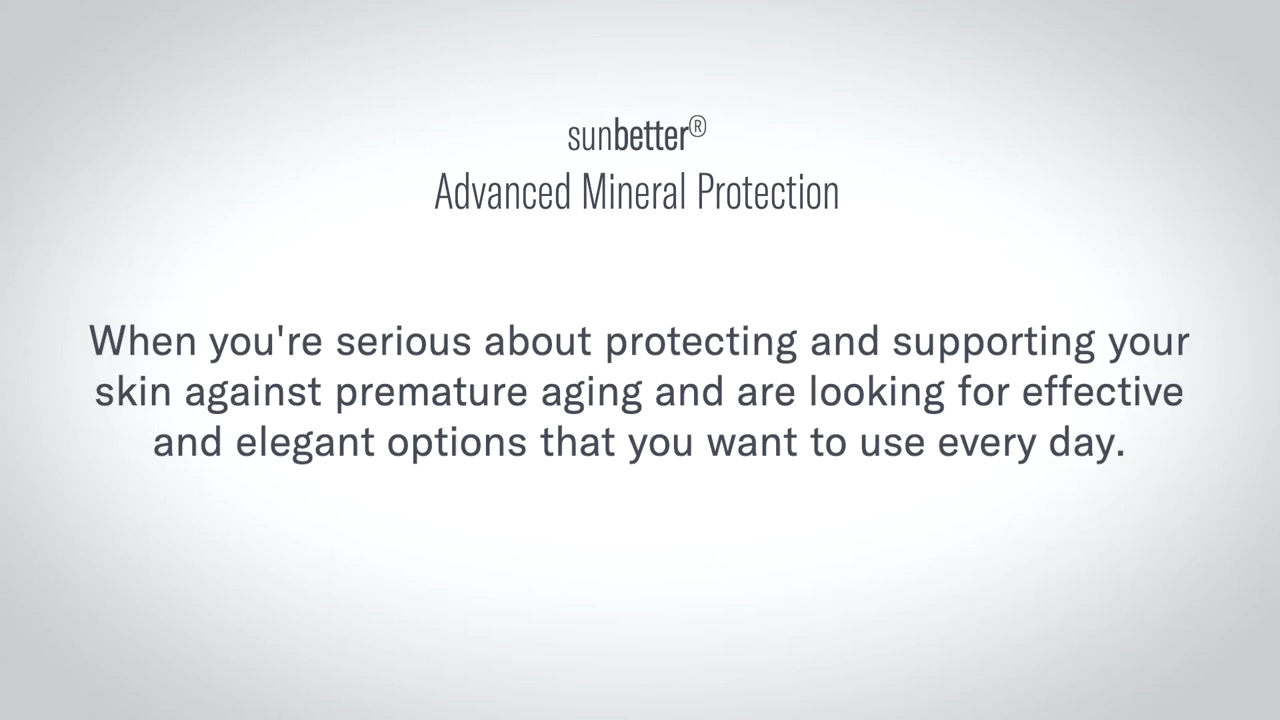 sunbetter®
Advanced Mineral Protection
When you're serious about protecting and supporting your
skin against premature aging and are looking for effective
and elegant options that you want to use every day.